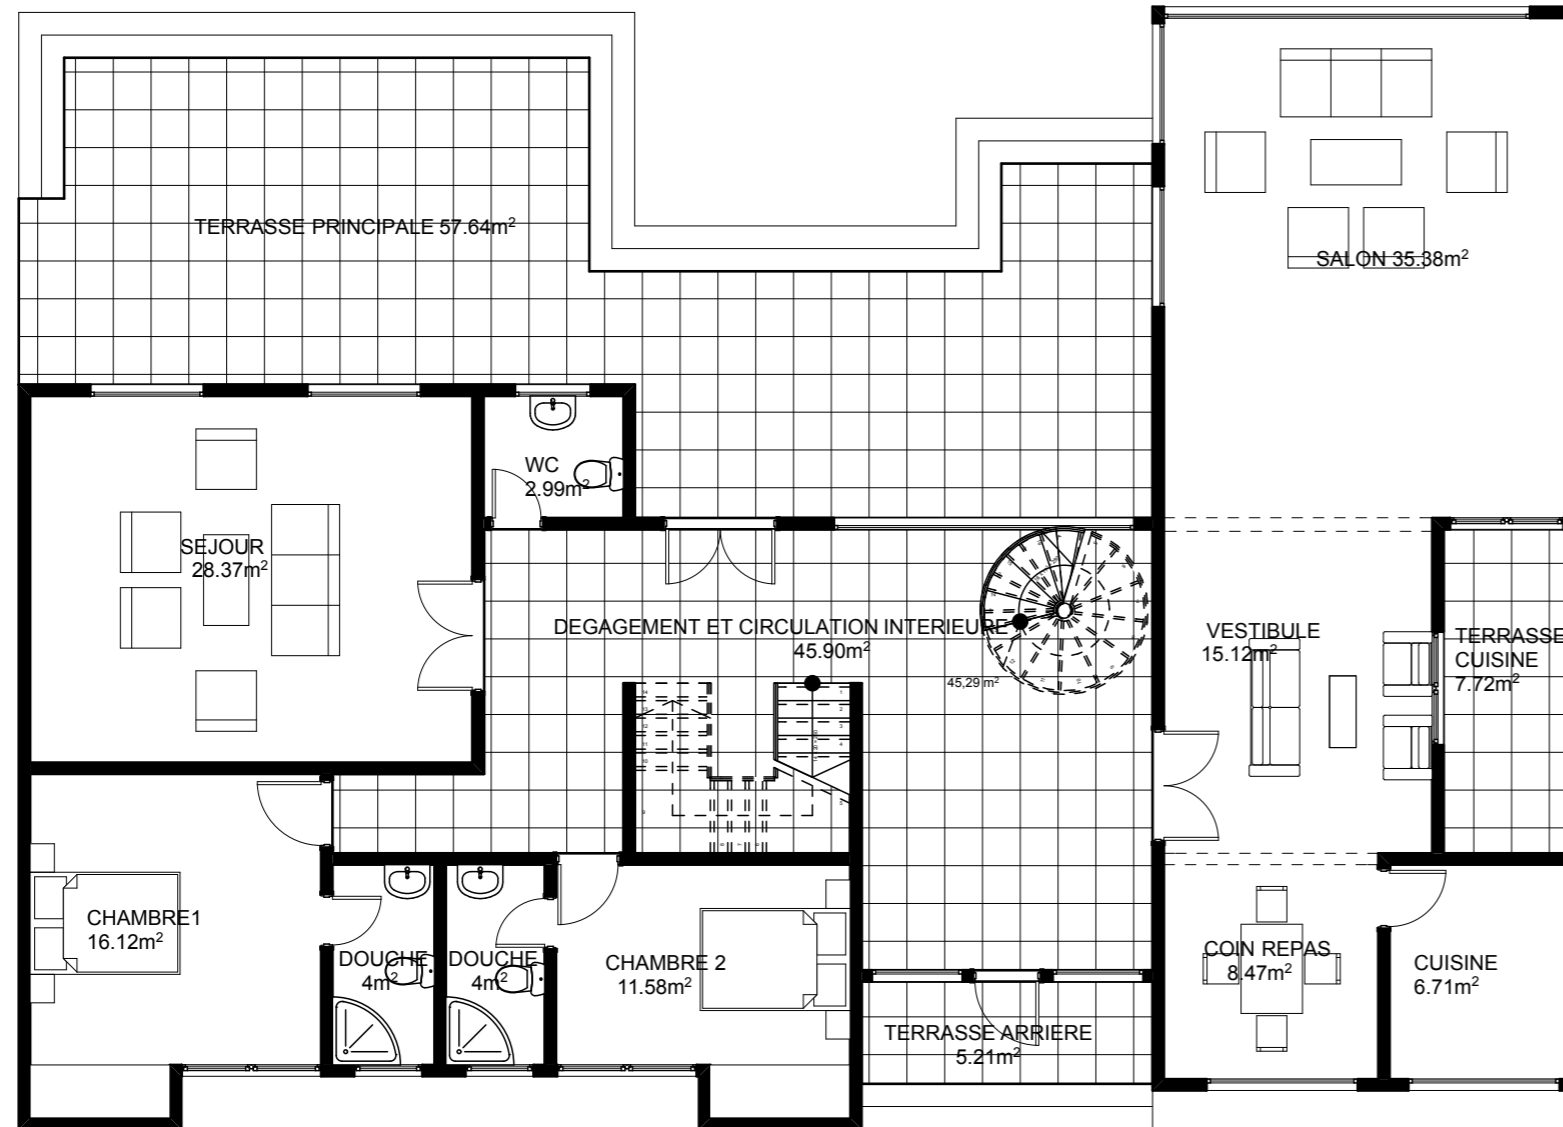 TERRASSE PRINCIPALE 57.64m²
SALON 35.38m²
WC
2.99m²
SEJOUR
28.37m²
DEGAGEMENT ET CIRCULATION INTERIEURE
45.90m²
45,29 m²
VESTIBULE
15.12m²
TERRASSE
CUISINE
7.72m²
CHAMBRE1
16.12m²
DOUCHE
4m²
DOUCHE
4m²
CHAMBRE 2
11.58m²
COIN REPAS
8.47m²
CUISINE
6.71m²
TERRASSE ARRIERE
5.21m²